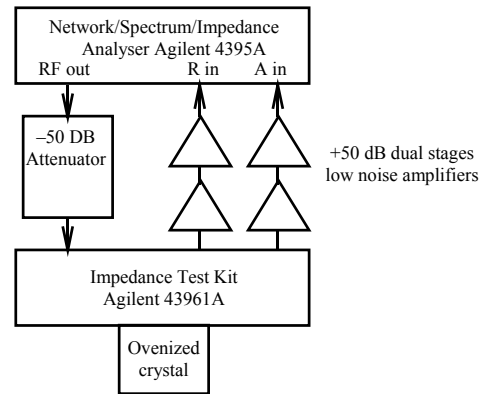 Network/Spectrum/Impedance
Analyser Agilent 4395A
RF out R in A in
–50 DB
Attenuator
+50 dB dual stages
low noise amplifiers
Impedance Test Kit
Agilent 43961A
Ovenized
crystal